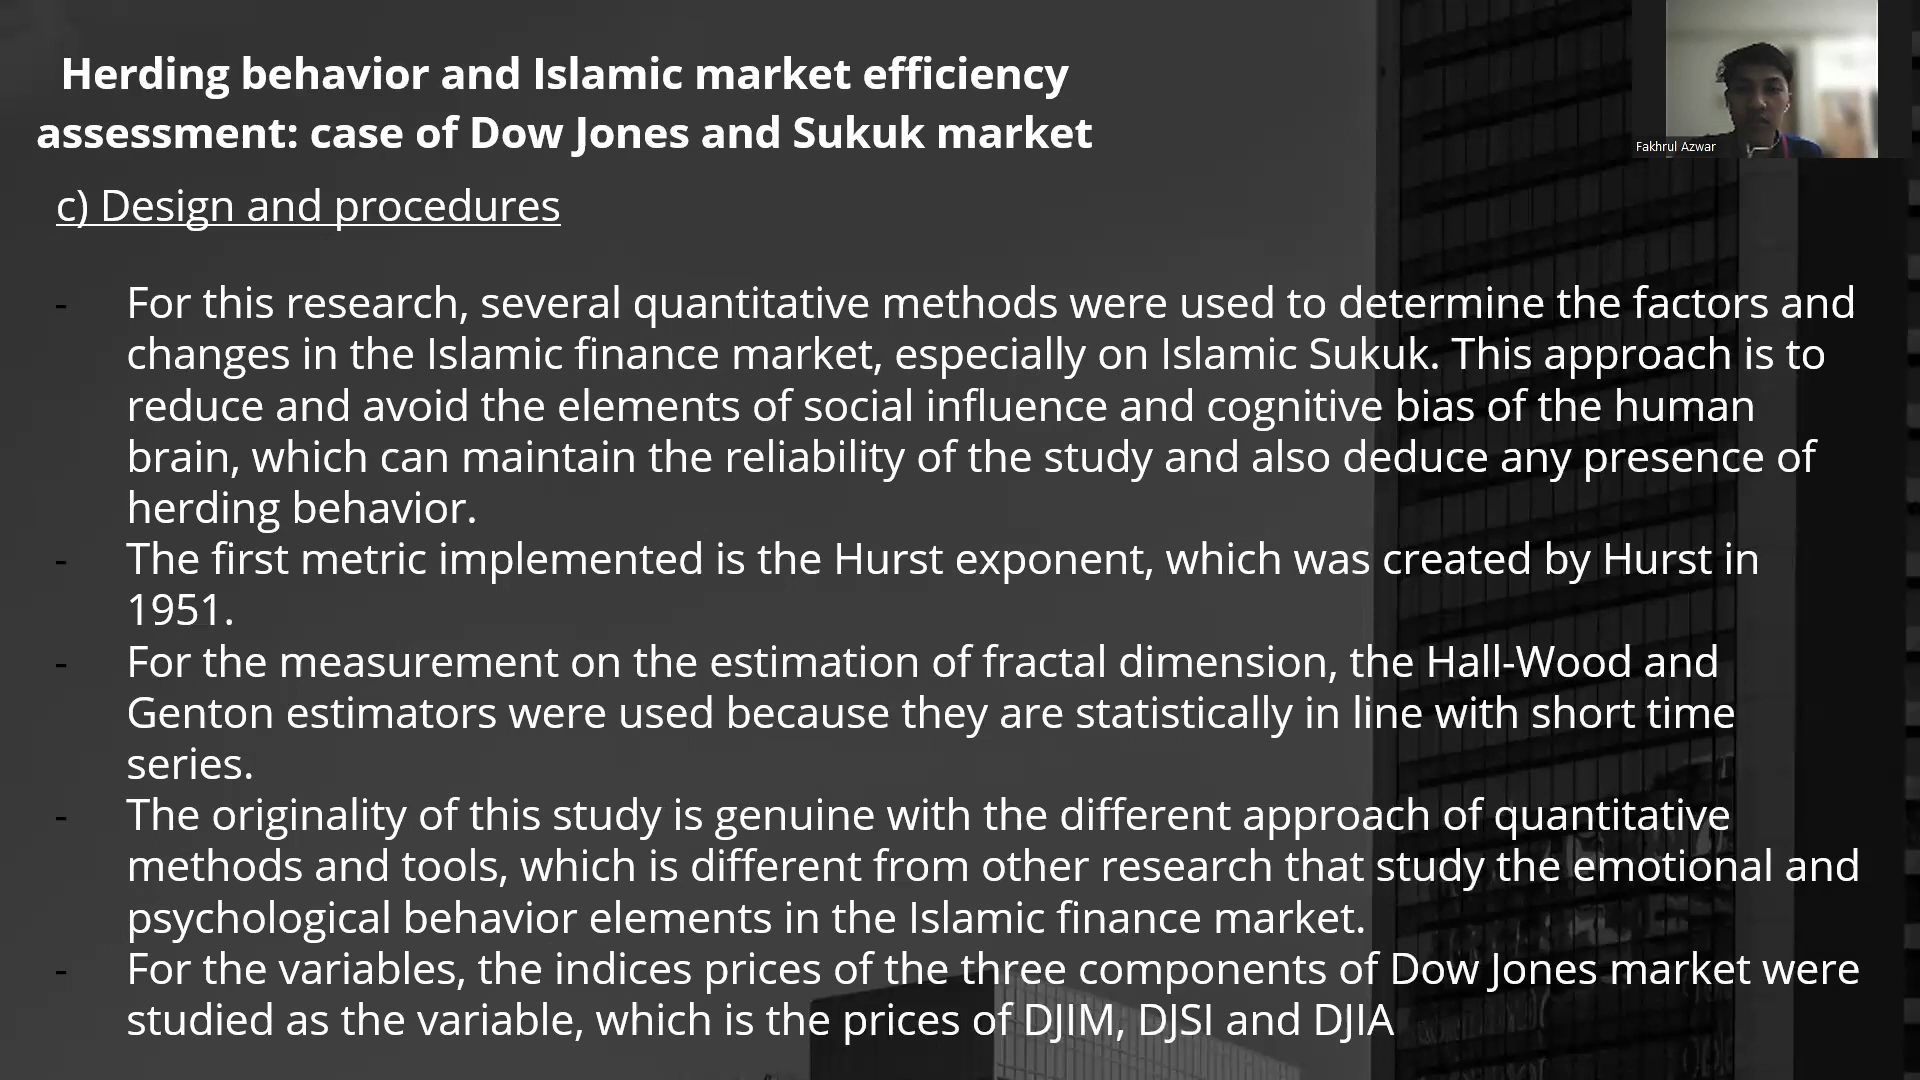 Herding behavior and Islamic market efficiency
assessment: case of Dow Jones and Sukuk market
Fakhrul Azwar
c) Design and procedures
- For this research, several quantitative methods were used to determine the factors and
changes in the Islamic finance market, especially on Islamic Sukuk. This approach is to
reduce and avoid the elements of social influence and cognitive bias of the human
brain, which can maintain the reliability of the study and also deduce any presence of
herding behavior.
- The first metric implemented is the Hurst exponent, which was created by Hurst in
1951.
- For the measurement on the estimation of fractal dimension, the Hall-Wood and
Genton estimators were used because they are statistically in line with short time
series.
- The originality of this study is genuine with the different approach of quantitative
methods and tools, which is different from other research that study the emotional and
psychological behavior elements in the Islamic finance market.
- For the variables, the indices prices of the three components of Dow Jones market were
studied as the variable, which is the prices of DJIM, DJSI and DJIA